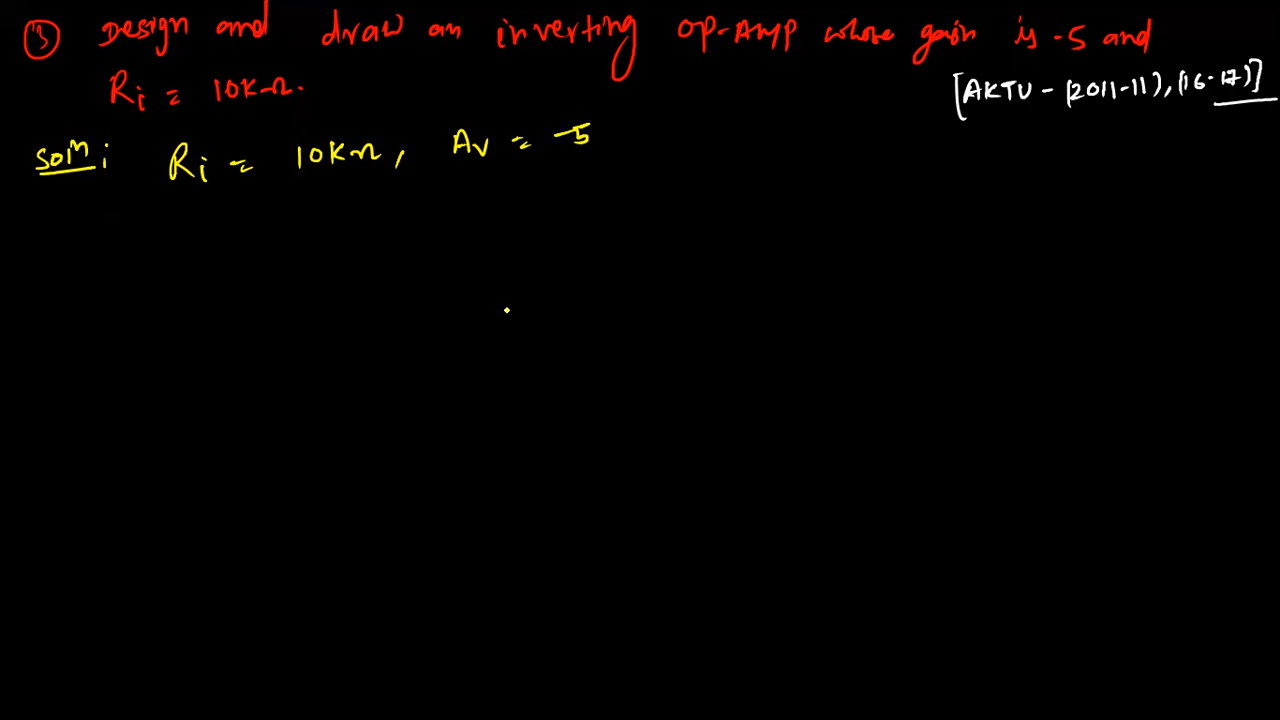 ③ Design and draw an inverting OP-AMP whose gain is -5 and
Ri = 10K-Ω.
[AKTU - (2011-11), (16-17)]
Solⁿ: Ri = 10KΩ, Av = -5